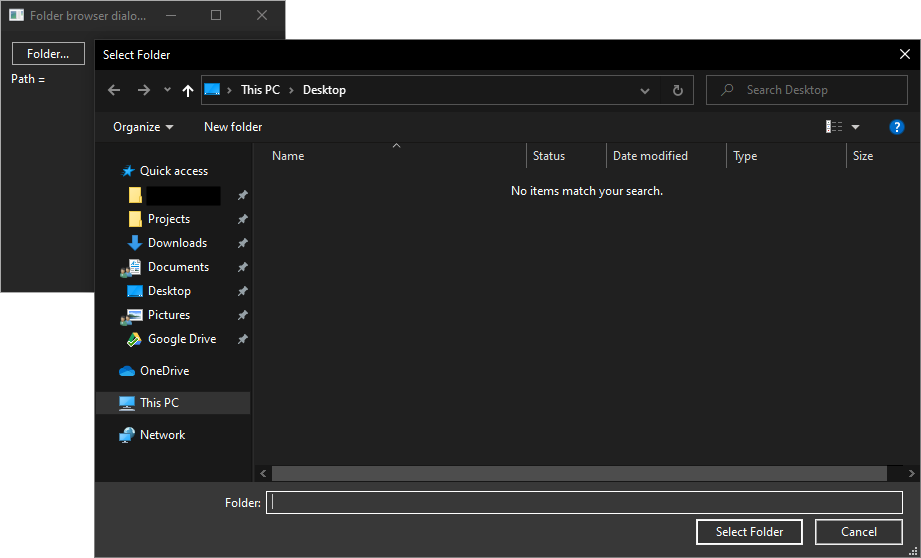 Folder browser dialo...
Folder...
Path =
Select Folder
This PC
Desktop
Search Desktop
Organize
New folder
?
Name
Status
Date modified
Type
Size
No items match your search.
Quick access
Projects
Downloads
Documents
Desktop
Pictures
Google Drive
OneDrive
This PC
Network
Folder:
Select Folder
Cancel